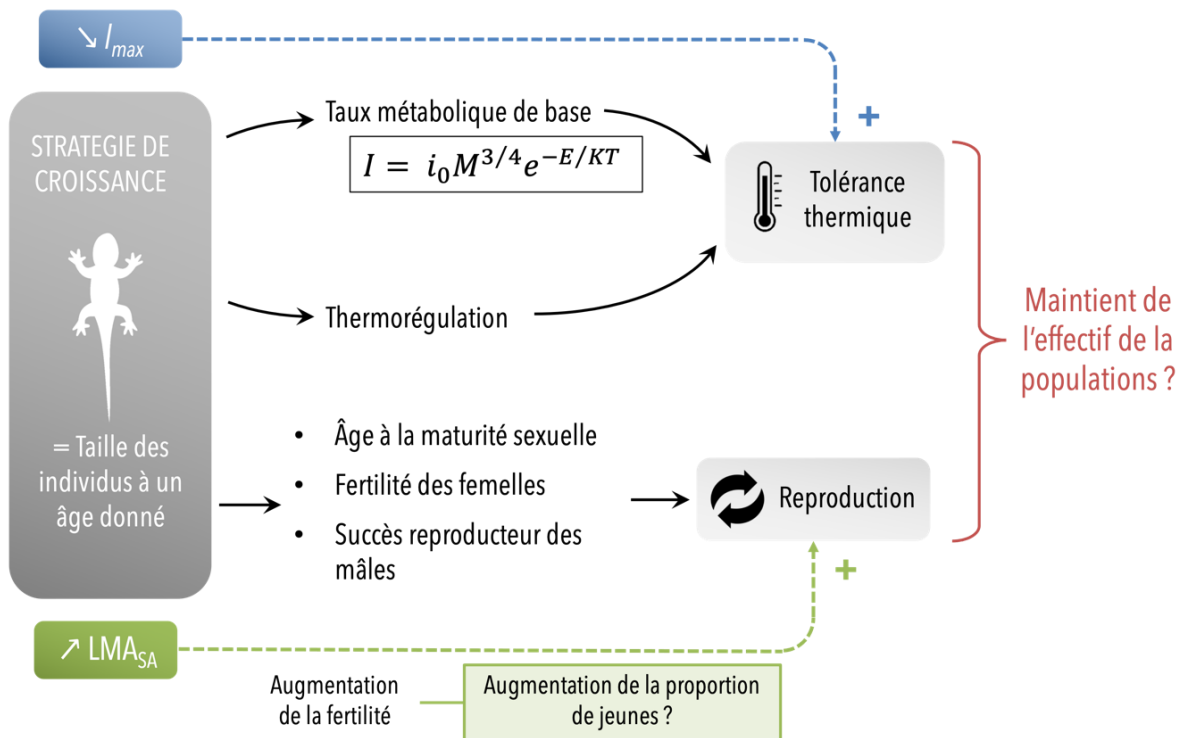 ↘ lmax
STRATEGIE DE
CROISSANCE
= Taille des
individus à un
âge donné
Taux métabolique de base
I = i₀M^{3/4}e^{−E/KT}
Thermorégulation
• Âge à la maturité sexuelle
• Fertilité des femelles
• Succès reproducteur des
mâles
+
Tolérance
thermique
Reproduction
+
Maintient de
l’effectif de la
populations ?
↗ LMA_SA
Augmentation
de la fertilité
Augmentation de la proportion
de jeunes ?